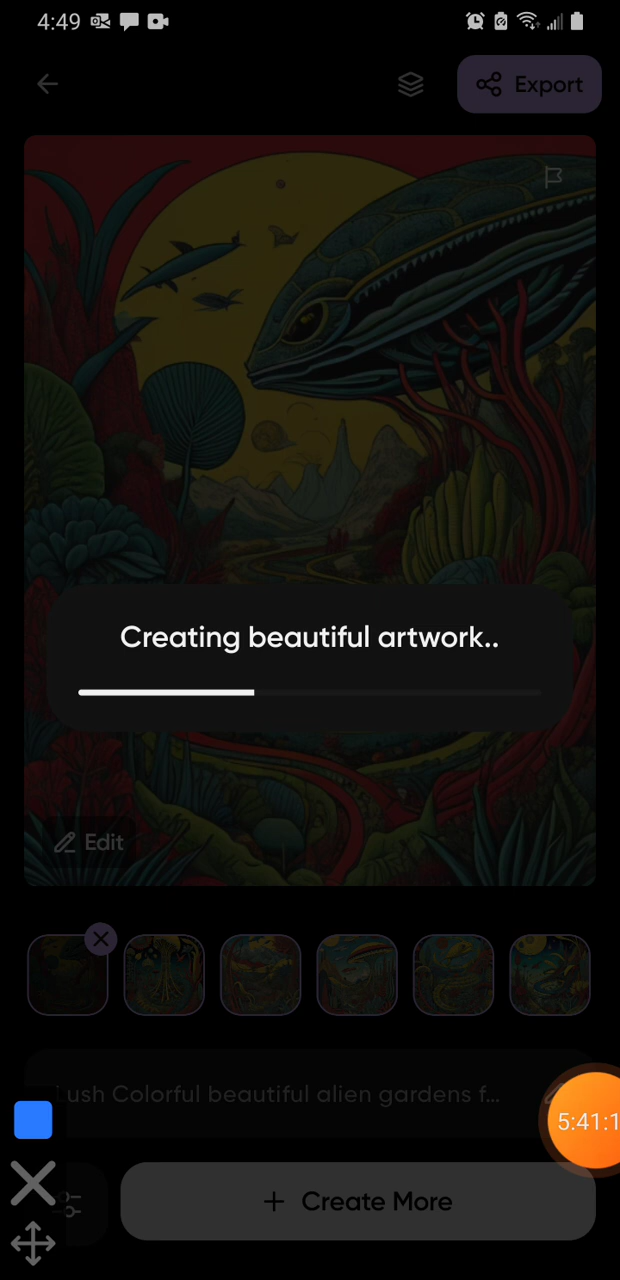 4:49
Export
Creating beautiful artwork..
Edit
Lush Colorful beautiful alien gardens f...
5:41:1
+ Create More